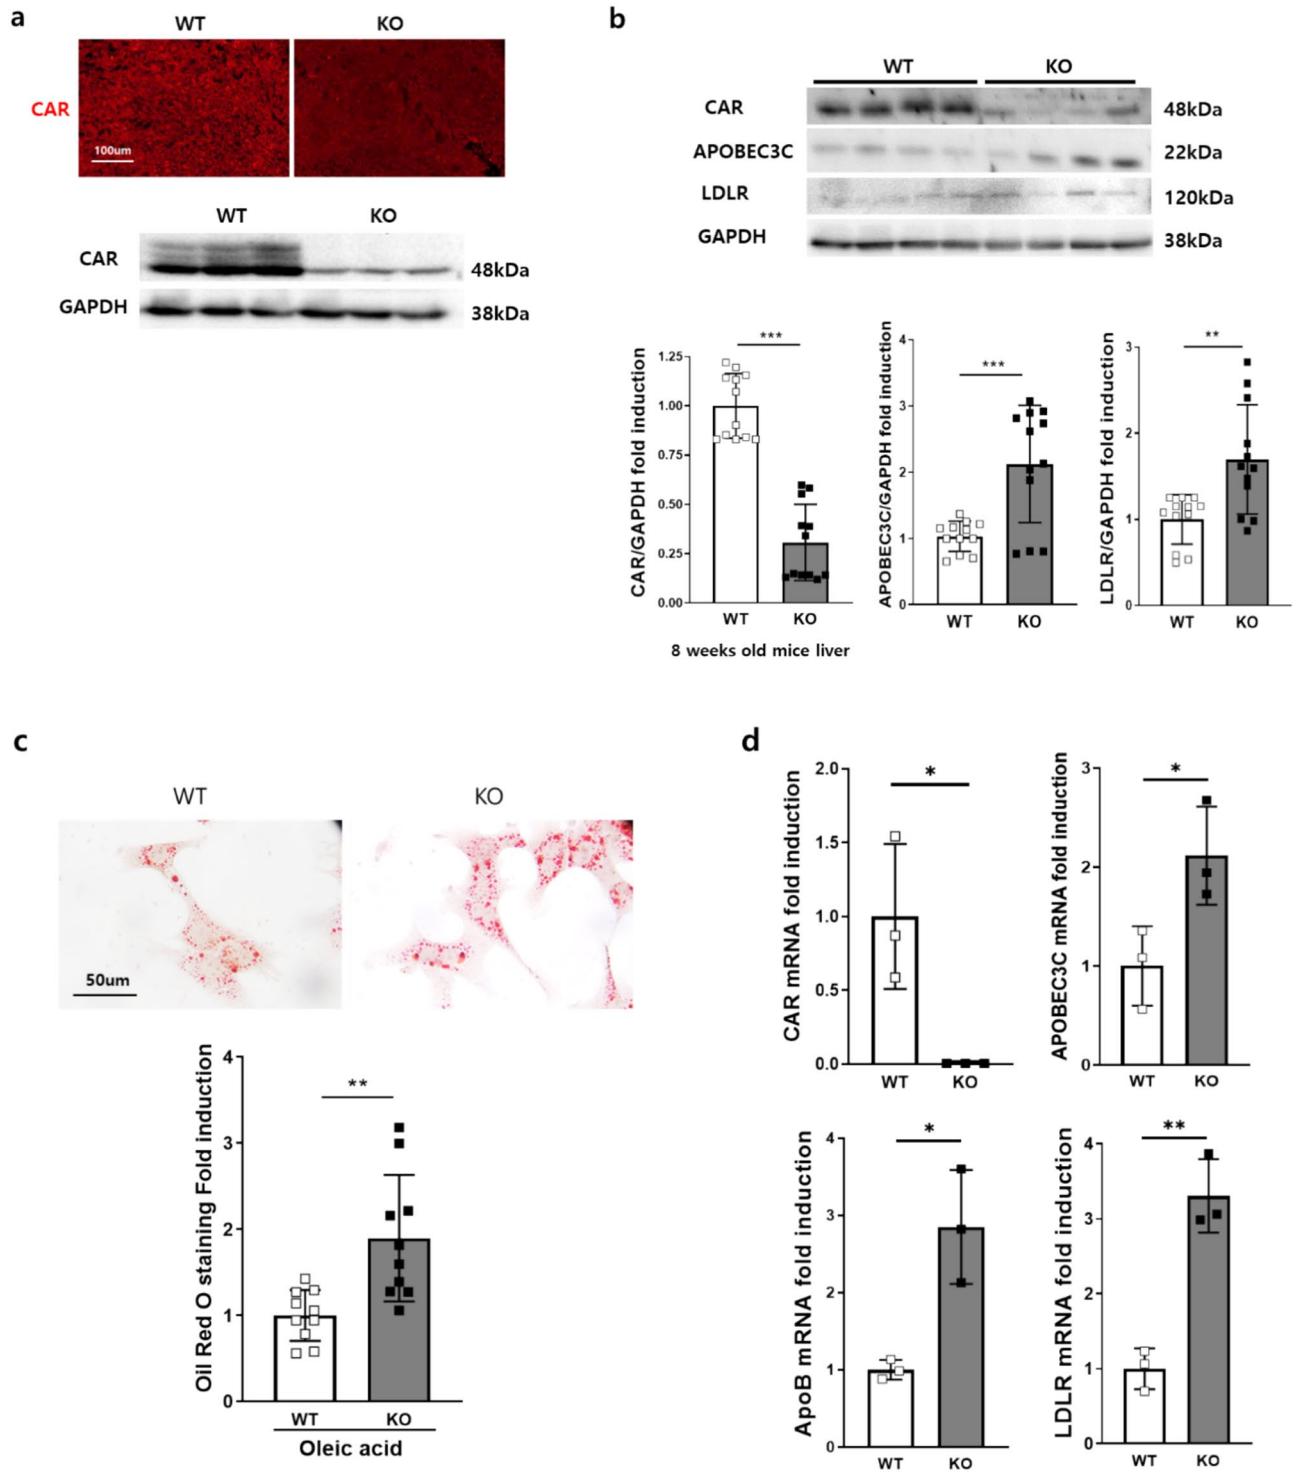 a
WT KO
CAR
100um
WT KO
CAR
48kDa
GAPDH
38kDa
b
WT KO
CAR
48kDa
APOBEC3C
22kDa
LDLR
120kDa
GAPDH
38kDa
CAR/GAPDH fold induction
1.25
1.00
0.75
0.50
0.25
0.00
***
WT KO
8 weeks old mice liver
APOBEC3C/GAPDH fold induction
4
3
2
1
0
***
WT KO
LDLR/GAPDH fold induction
3
2
1
0
**
WT KO
c
WT KO
50um
Oil Red O staining Fold induction
4
3
2
1
0
**
WT KO
Oleic acid
d
CAR mRNA fold induction
2.0
1.5
1.0
0.5
0.0
*
WT KO
APOBEC3C mRNA fold induction
3
2
1
0
*
WT KO
ApoB mRNA fold induction
4
3
2
1
0
*
WT KO
LDLR mRNA fold induction
4
3
2
1
0
**
WT KO